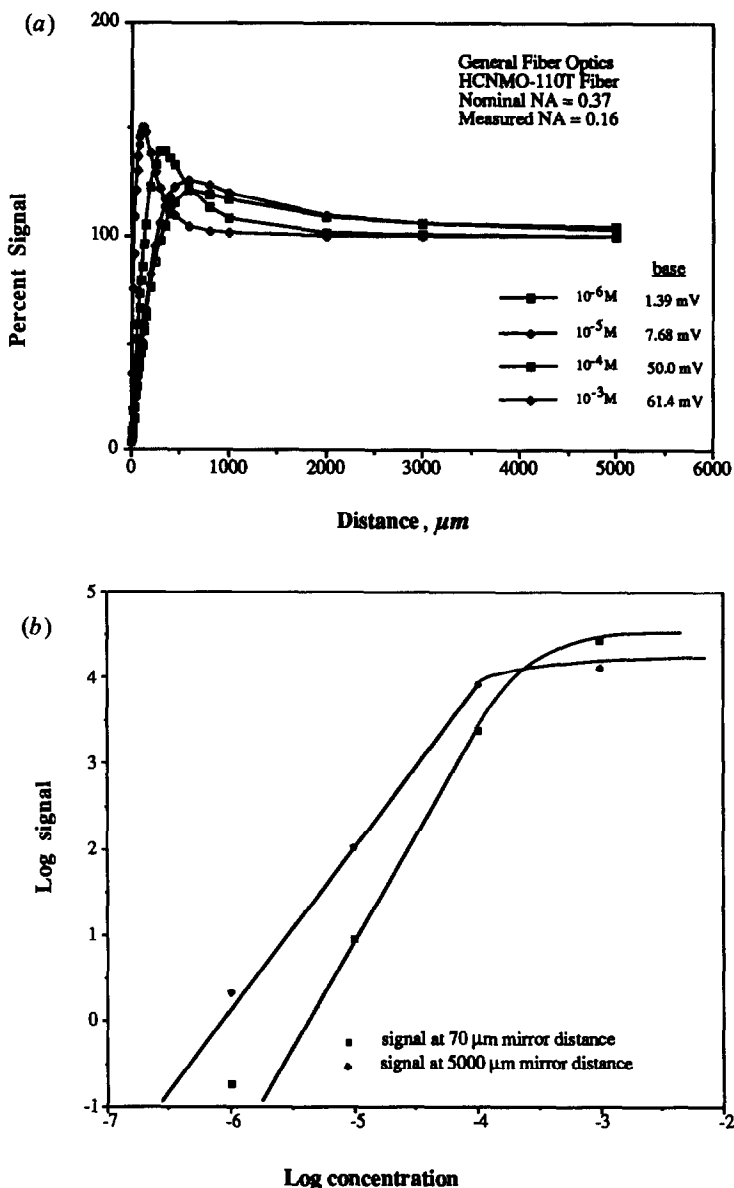 (a)
200
General Fiber Optics
HCNMO-110T Fiber
Nominal NA = 0.37
Measured NA = 0.16
Percent Signal
100
base
10⁻⁶M 1.39 mV
10⁻⁵M 7.68 mV
10⁻⁴M 50.0 mV
10⁻³M 61.4 mV
0
0 1000 2000 3000 4000 5000 6000
Distance , µm
(b)
5
4
3
Log signal
2
1
0
signal at 70 µm mirror distance
signal at 5000 µm mirror distance
-1
-7 -6 -5 -4 -3 -2
Log concentration